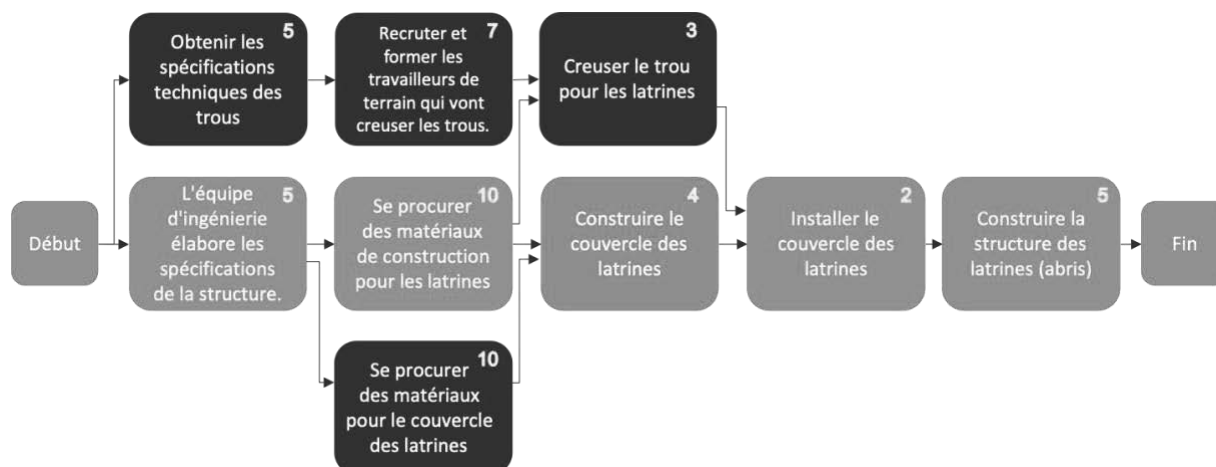 5
Obtenir les
spécifications
techniques des
trous
7
Recruter et
former les
travailleurs de
terrain qui vont
creuser les trous.
3
Creuser le trou
pour les latrines
Début
5
L'équipe
d'ingénierie
élabore les
spécifications
de la structure.
10
Se procurer
des matériaux
de construction
pour les latrines
4
Construire le
couvercle des
latrines
2
Installer le
couvercle des
latrines
5
Construire la
structure des
latrines (abris)
Fin
10
Se procurer
des matériaux
pour le couvercle
des latrines